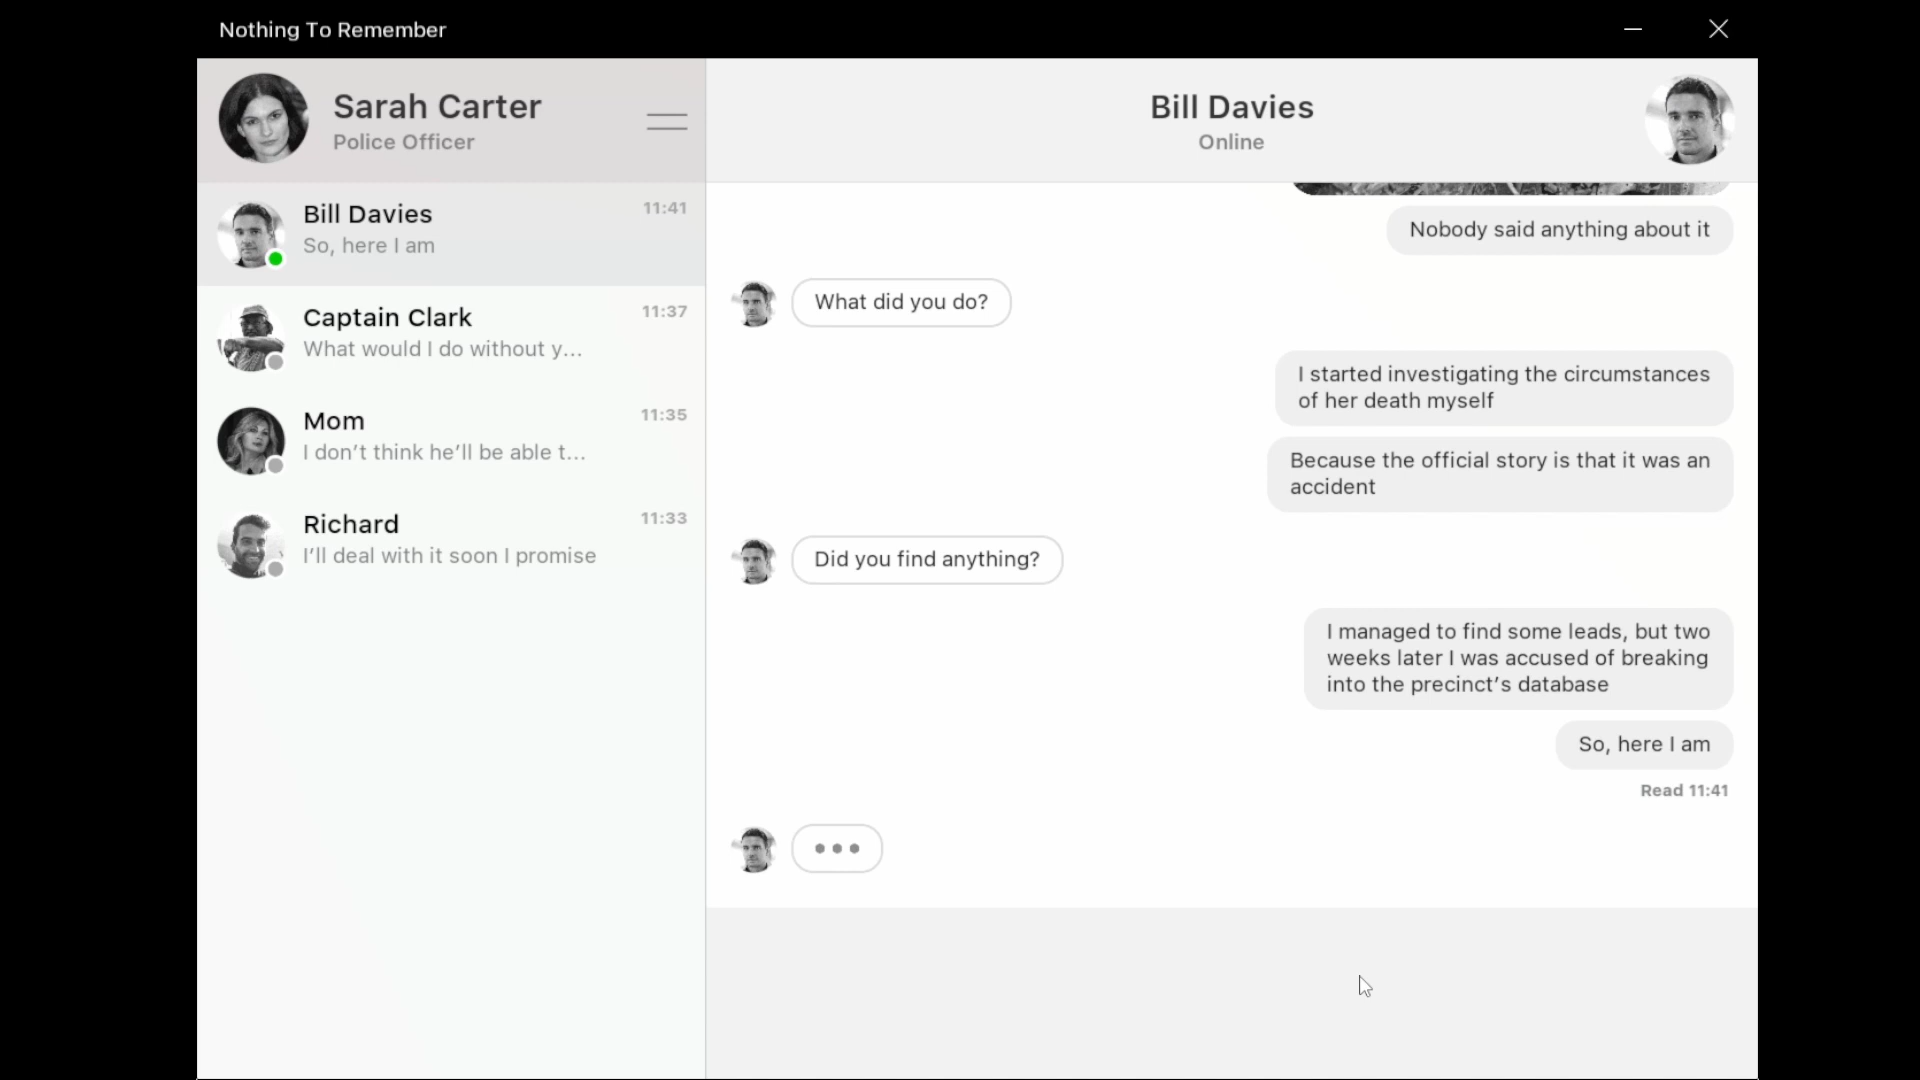 Nothing To Remember
Sarah Carter
Police Officer
Bill Davies
11:41
So, here I am
Captain Clark
11:37
What would I do without y...
Mom
11:35
I don’t think he’ll be able t...
Richard
11:33
I’ll deal with it soon I promise
Bill Davies
Online
Nobody said anything about it
What did you do?
I started investigating the circumstances
of her death myself
Because the official story is that it was an
accident
Did you find anything?
I managed to find some leads, but two
weeks later I was accused of breaking
into the precinct’s database
So, here I am
Read 11:41